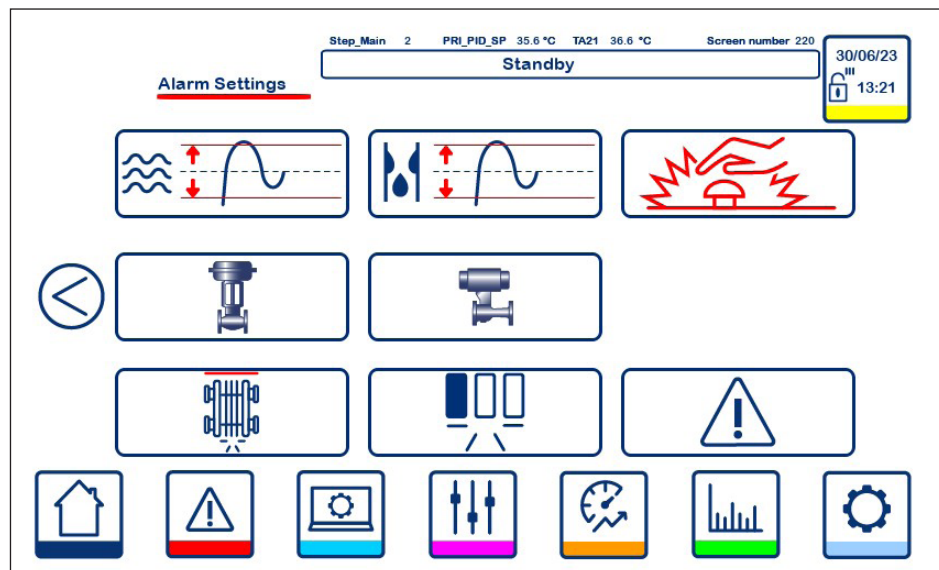 Step_Main 2 PRI_PID_SP 35.6 °C TA21 36.6 °C Screen number 220
Standby
30/06/23
13:21
Alarm Settings